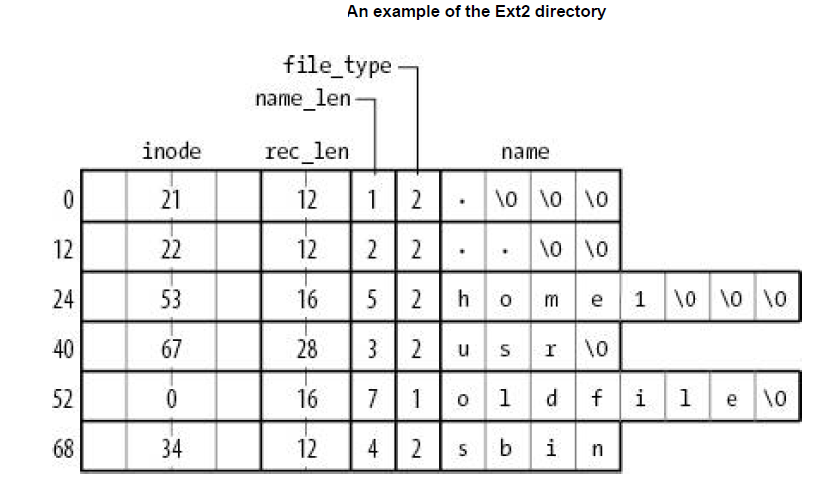 An example of the Ext2 directory
file_type
name_len
inode rec_len name
0 21 12 1 2 . \0 \0 \0
12 22 12 2 2 . . \0 \0
24 53 16 5 2 h o m e 1 \0 \0 \0
40 67 28 3 2 u s r \0
52 0 16 7 1 o l d f i l e \0
68 34 12 4 2 s b i n